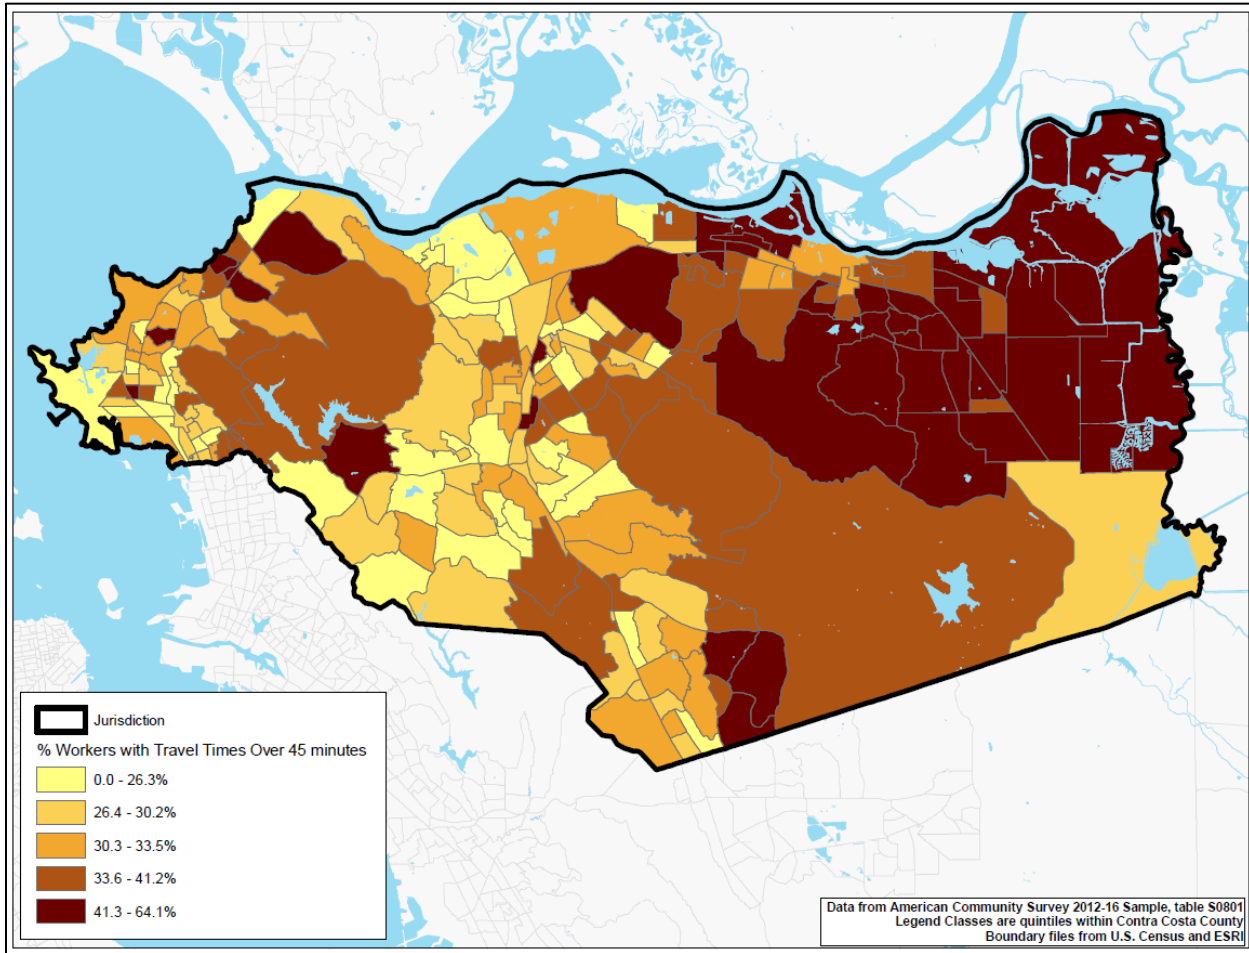 Jurisdiction
% Workers with Travel Times Over 45 minutes
0.0 - 26.3%
26.4 - 30.2%
30.3 - 33.5%
33.6 - 41.2%
41.3 - 64.1%
Data from American Community Survey 2012-16 Sample, table S0801
Legend Classes are quintiles within Contra Costa County
Boundary files from U.S. Census and ESRI